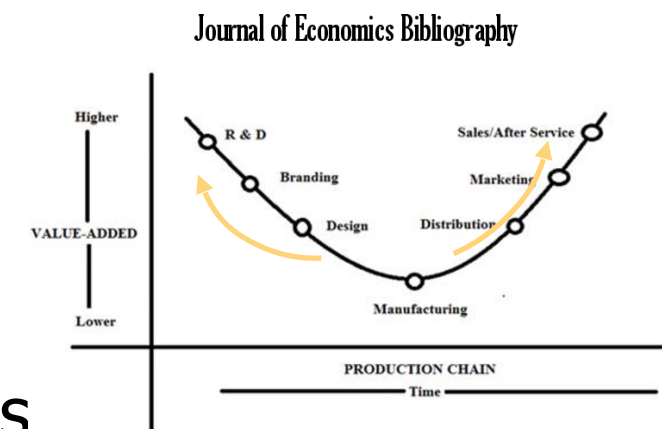 Journal of Economics Bibliography
Higher
R & D
Sales/After Service
Branding
Marketing
VALUE-ADDED
Design
Distribution
Manufacturing
Lower
PRODUCTION CHAIN
Time
s